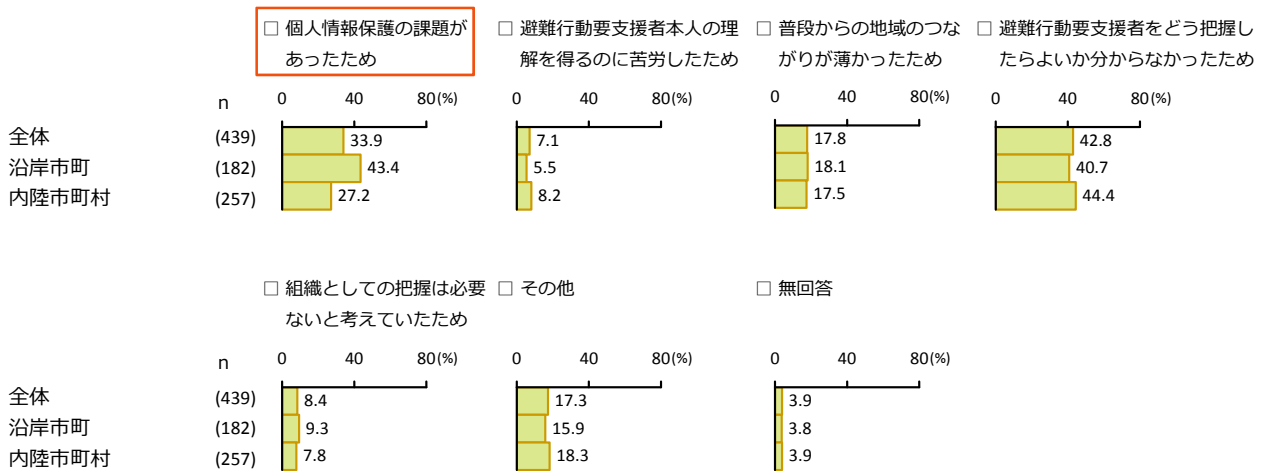 □ 個人情報保護の課題が □ 避難行動要支援者本人の理 □ 普段からの地域のつな □ 避難行動要支援者をどう把握し
あったため 解を得るのに苦労したため がりが薄かったため たらよいか分からなかったため
n 0 40 80(%) 0 40 80(%) 0 40 80(%) 0 40 80(%)
全体 (439) 33.9 7.1 17.8 42.8
沿岸市町 (182) 43.4 5.5 18.1 40.7
内陸市町村 (257) 27.2 8.2 17.5 44.4
□ 組織としての把握は必要 □ その他 □ 無回答
ないと考えていたため
n 0 40 80(%) 0 40 80(%) 0 40 80(%)
全体 (439) 8.4 17.3 3.9
沿岸市町 (182) 9.3 15.9 3.8
内陸市町村 (257) 7.8 18.3 3.9